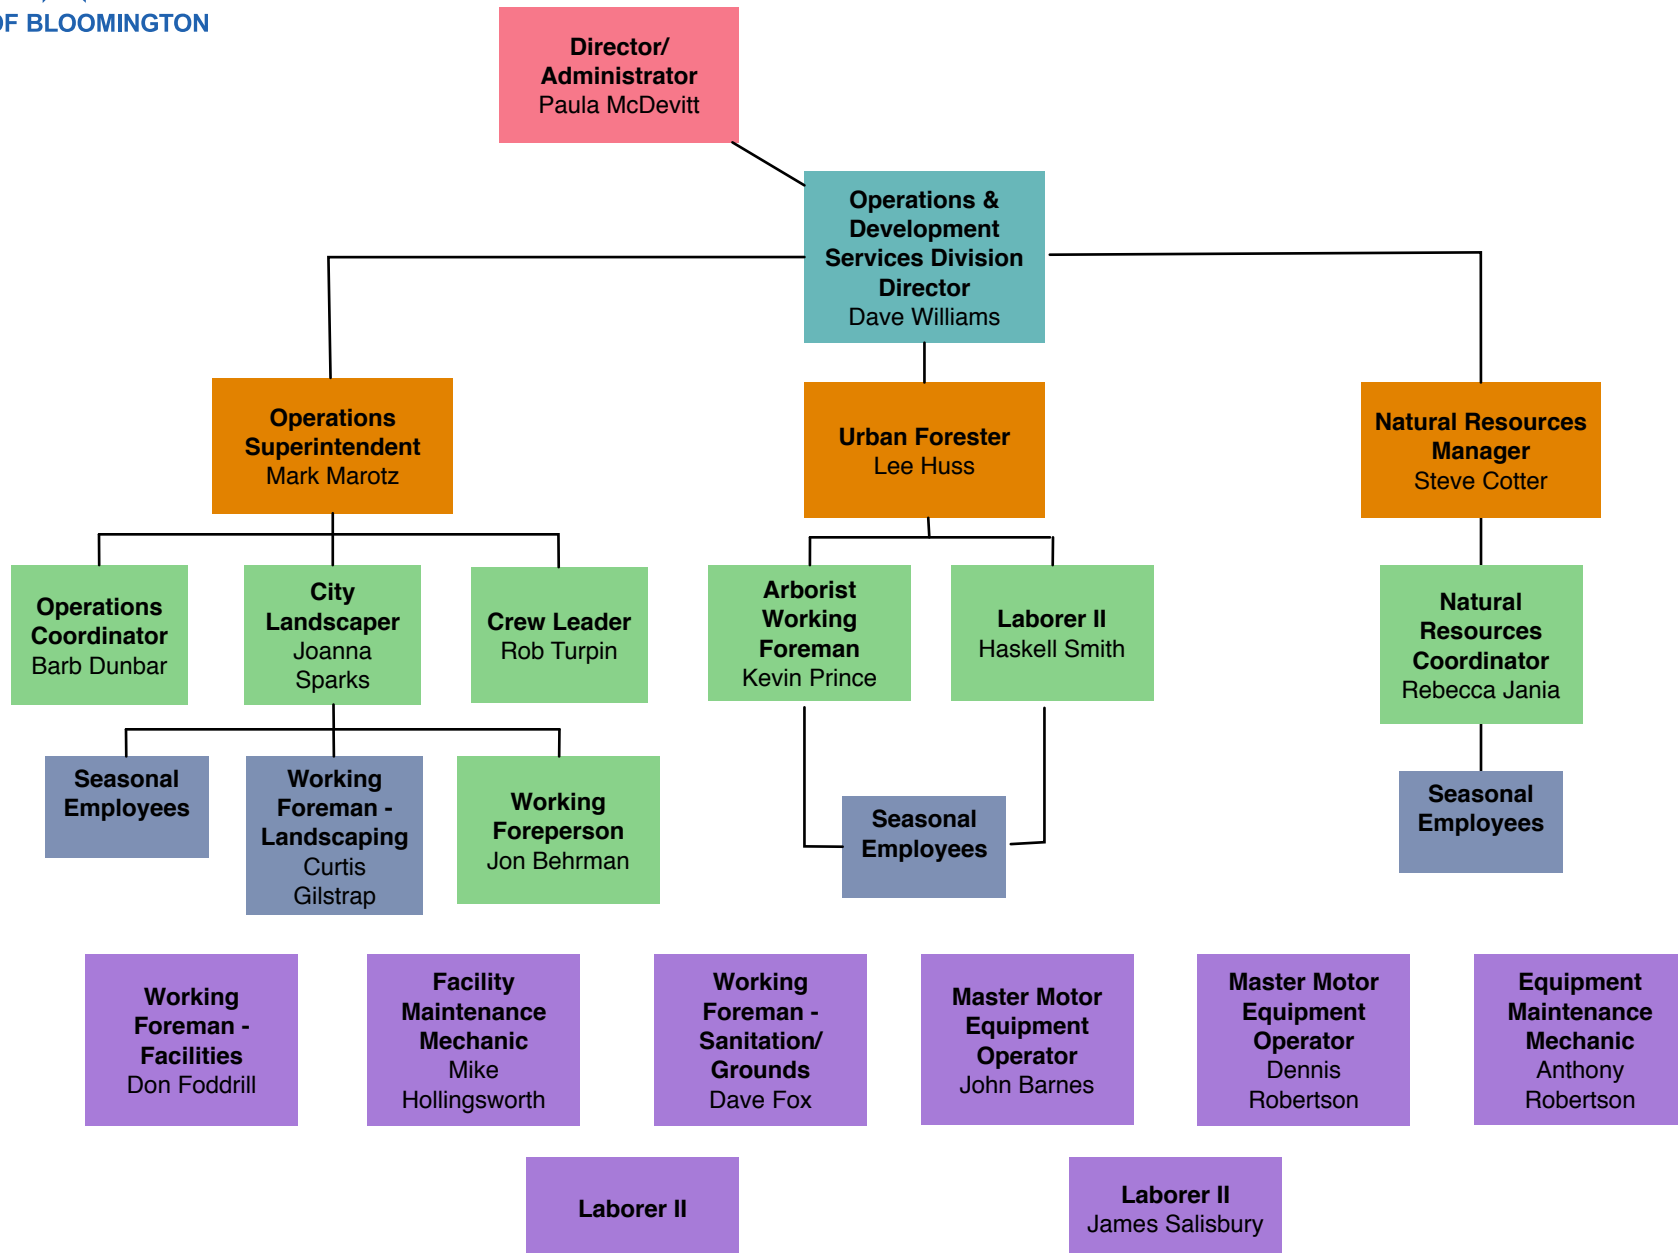 OF BLOOMINGTON
Director/
Administrator
Paula McDevitt
Operations &
Development
Services Division
Director
Dave Williams
Operations
Superintendent
Mark Marotz
Urban Forester
Lee Huss
Natural Resources
Manager
Steve Cotter
Operations
Coordinator
Barb Dunbar
City
Landscaper
Joanna
Sparks
Crew Leader
Rob Turpin
Arborist
Working
Foreman
Kevin Prince
Laborer II
Haskell Smith
Natural
Resources
Coordinator
Rebecca Jania
Seasonal
Employees
Working
Foreman -
Landscaping
Curtis
Gilstrap
Working
Foreperson
Jon Behrman
Seasonal
Employees
Seasonal
Employees
Working
Foreman -
Facilities
Don Foddrill
Facility
Maintenance
Mechanic
Mike
Hollingsworth
Working
Foreman -
Sanitation/
Grounds
Dave Fox
Master Motor
Equipment
Operator
John Barnes
Master Motor
Equipment
Operator
Dennis
Robertson
Equipment
Maintenance
Mechanic
Anthony
Robertson
Laborer II
Laborer II
James Salisbury